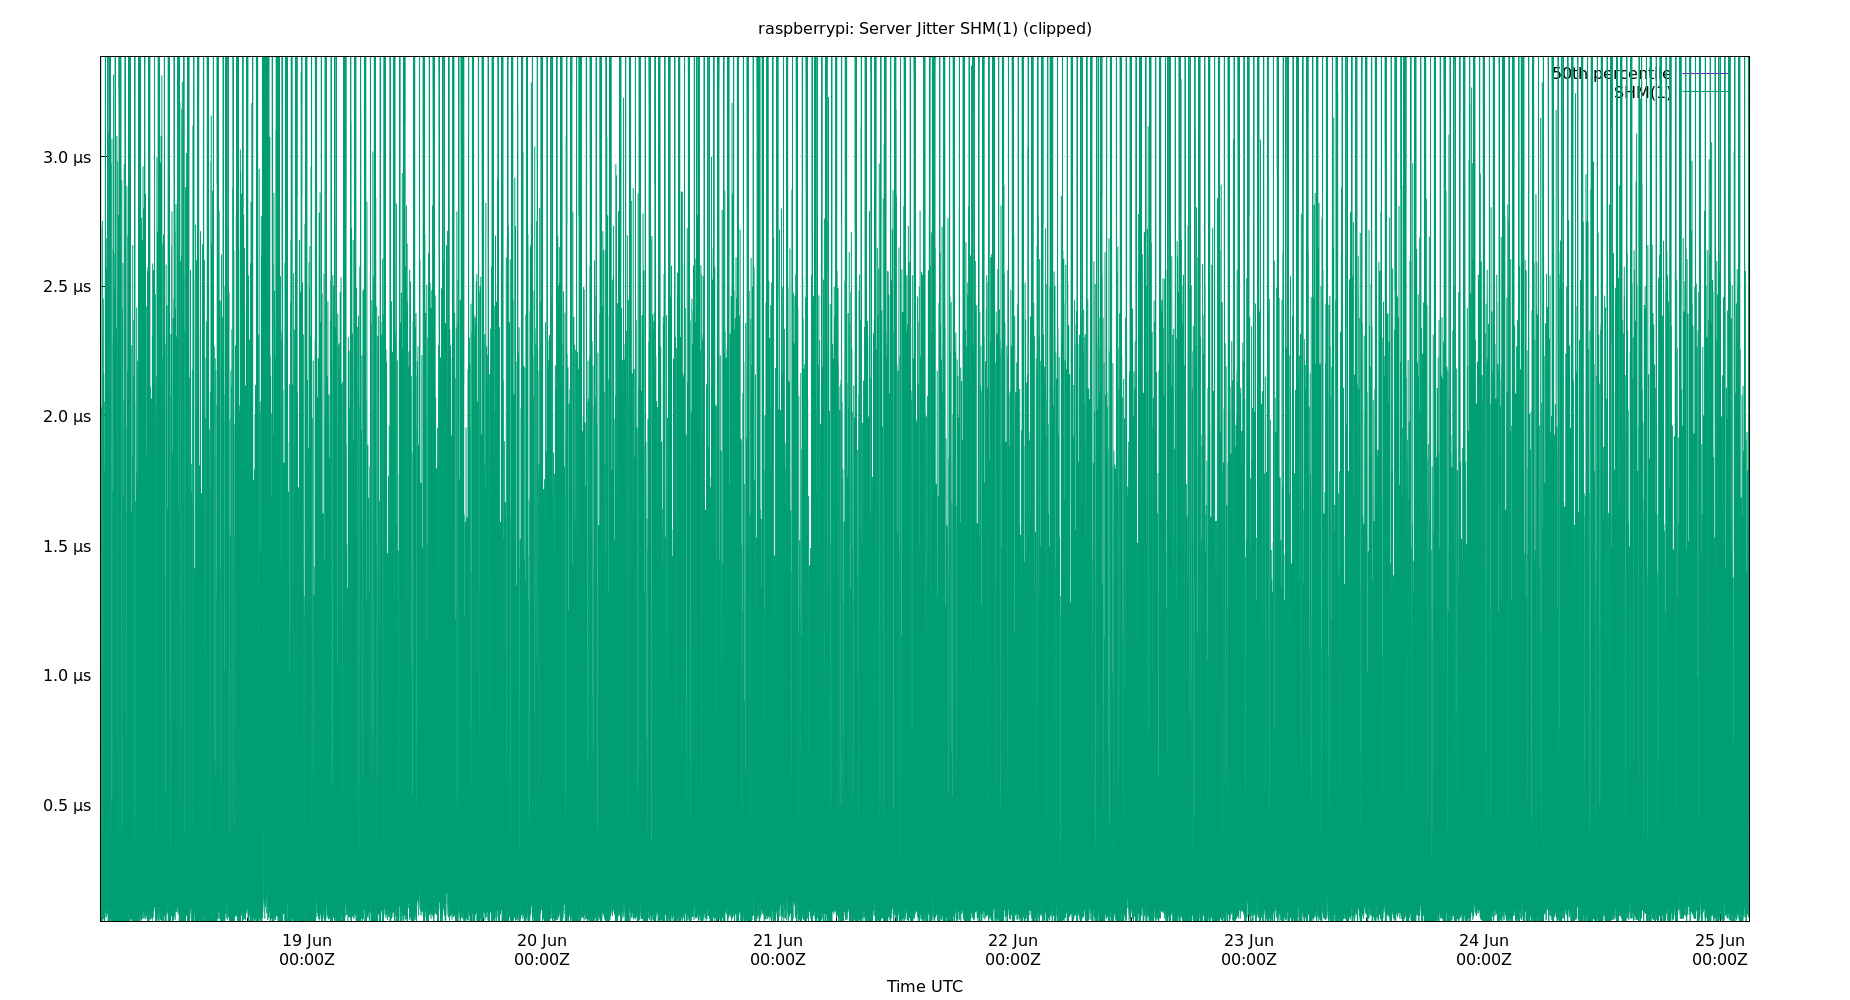 raspberrypi: Server Jitter SHM(1) (clipped)
50th percentile
SHM(1)
3.0 µs
2.5 µs
2.0 µs
1.5 µs
1.0 µs
0.5 µs
19 Jun 20 Jun 21 Jun 22 Jun 23 Jun 24 Jun 25 Jun
00:00Z 00:00Z 00:00Z 00:00Z 00:00Z 00:00Z 00:00Z
Time UTC